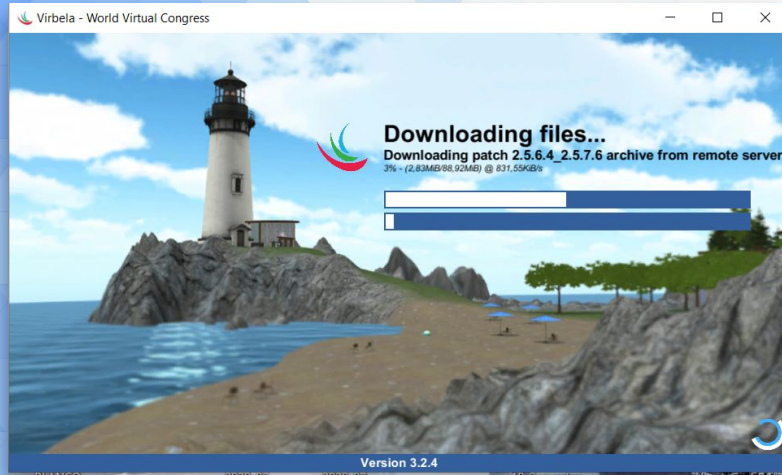 Virbela - World Virtual Congress
Downloading files...
Downloading patch 2.5.6.4_2.5.7.6 archive from remote server
3% - (2,83MiB/88,92MiB) @ 831,55KiB/s
Version 3.2.4